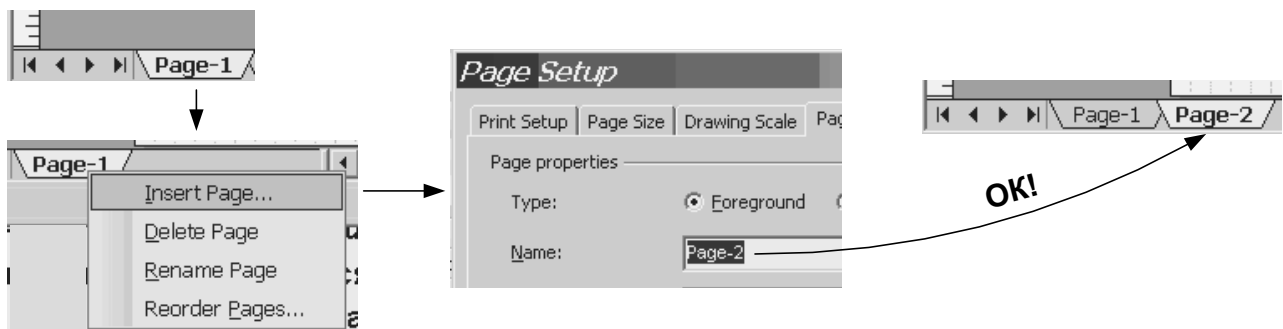 Page-1
Page-1
Insert Page...
Delete Page
Rename Page
Reorder Pages...
Page Setup
Print Setup Page Size Drawing Scale
Page properties
Type: Foreground
Name: Page-2
ОК!
Page-1 Page-2